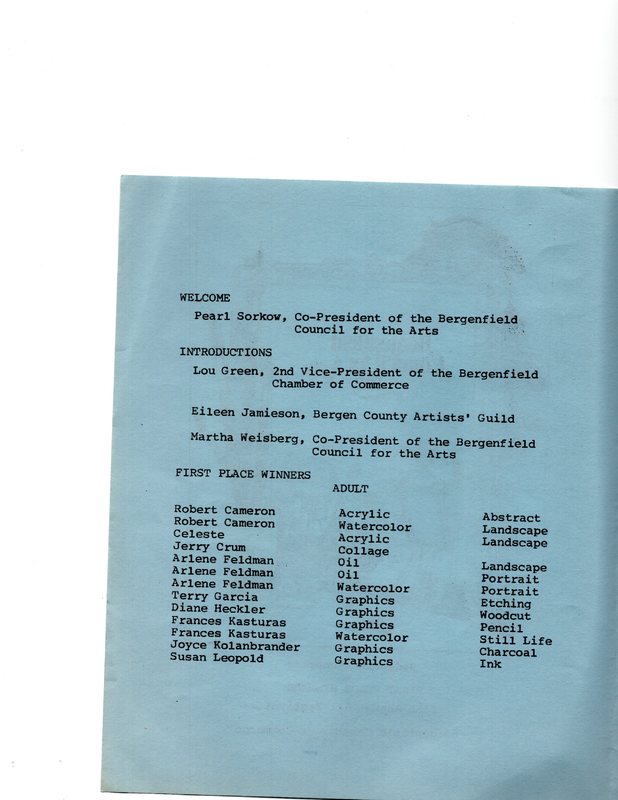 WELCOME
Pearl Sorkow, Co-President of the Bergenfield
Council for the Arts
INTRODUCTIONS
Lou Green, 2nd Vice-President of the Bergenfield
Chamber of Commerce
Eileen Jamieson, Bergen County Artists' Guild
Martha Weisberg, Co-President of the Bergenfield
Council for the Arts
FIRST PLACE WINNERS
ADULT
Robert Cameron Acrylic Abstract
Robert Cameron Watercolor Landscape
Celeste Acrylic Landscape
Jerry Crum Collage
Arlene Feldman Oil Landscape
Arlene Feldman Oil Portrait
Arlene Feldman Watercolor Portrait
Terry Garcia Graphics Etching
Diane Heckler Graphics Woodcut
Frances Kasturas Graphics Pencil
Frances Kasturas Watercolor Still Life
Joyce Kolanbrander Graphics Charcoal
Susan Leopold Graphics Ink